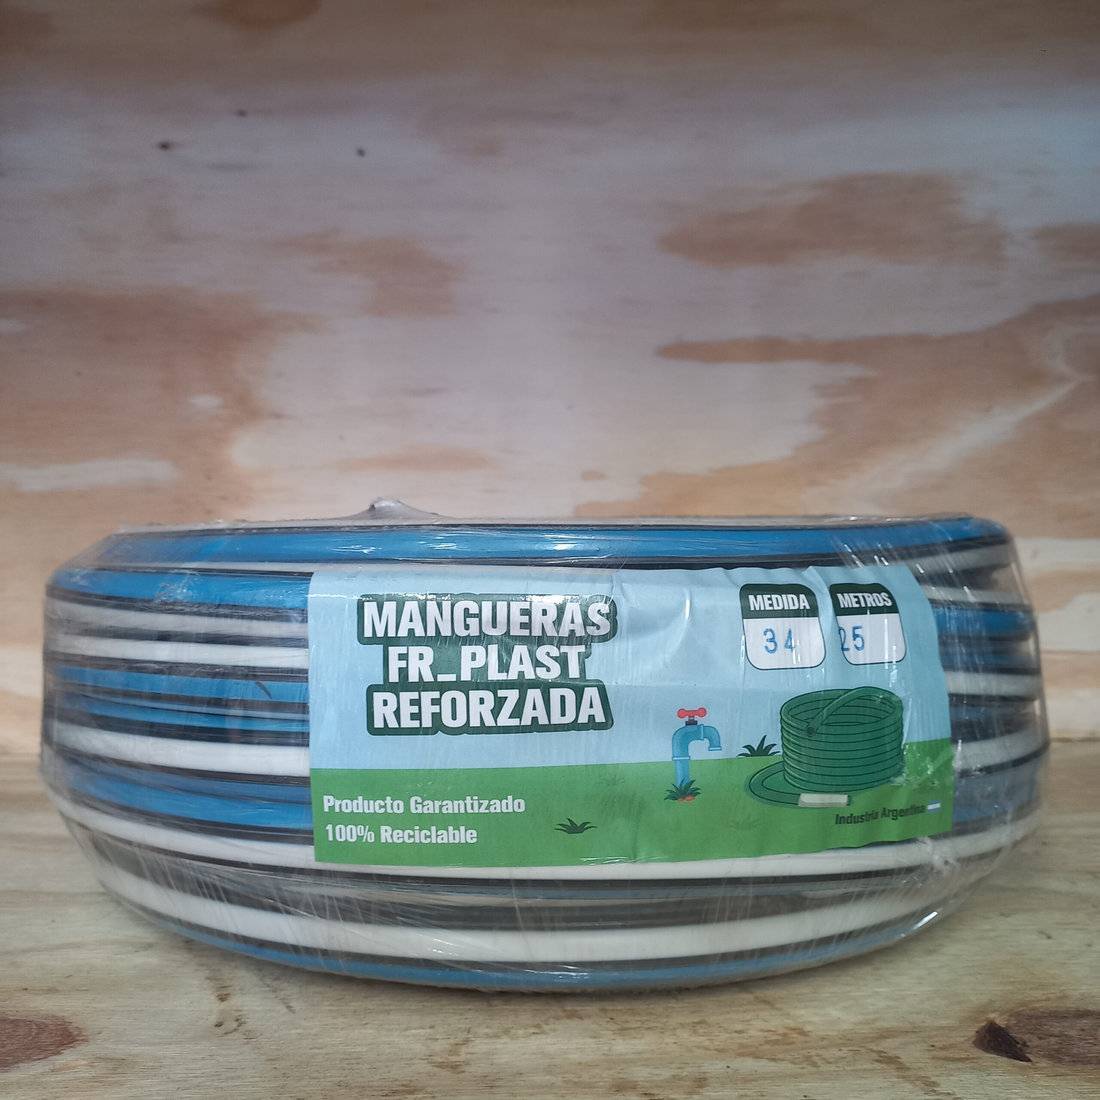 MANGUERAS
FR_PLAST
REFORZADA
MEDIDA
34
METROS
25
Producto Garantizado
100% Reciclable
Industria Argentina